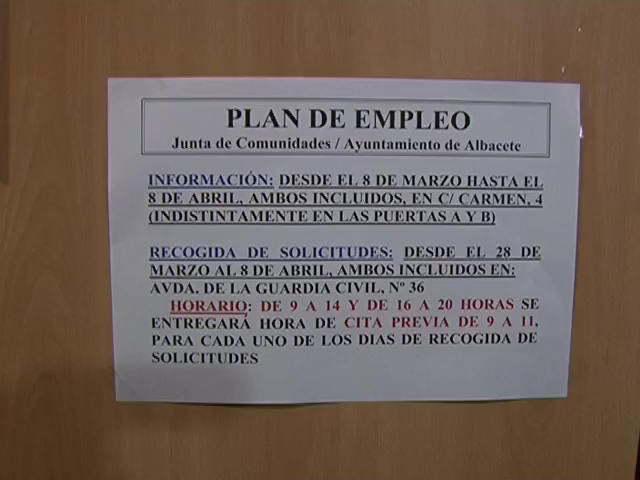 PLAN DE EMPLEO
Junta de Comunidades / Ayuntamiento de Albacete
INFORMACIÓN: DESDE EL 8 DE MARZO HASTA EL
8 DE ABRIL, AMBOS INCLUIDOS, EN C/ CARMEN, 4
(INDISTINTAMENTE EN LAS PUERTAS A Y B)
RECOGIDA DE SOLICITUDES: DESDE EL 28 DE
MARZO AL 8 DE ABRIL, AMBOS INCLUIDOS EN:
AVDA. DE LA GUARDIA CIVIL, Nº 36
HORARIO: DE 9 A 14 Y DE 16 A 20 HORAS SE
ENTREGARÁ HORA DE CITA PREVIA DE 9 A 11,
PARA CADA UNO DE LOS DIAS DE RECOGIDA DE
SOLICITUDES